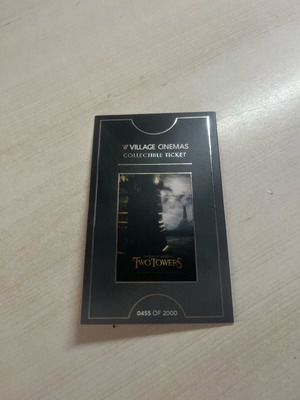 VILLAGE CINEMAS
COLLECTIBLE TICKET
TWO TOWERS
0455 OF 2000